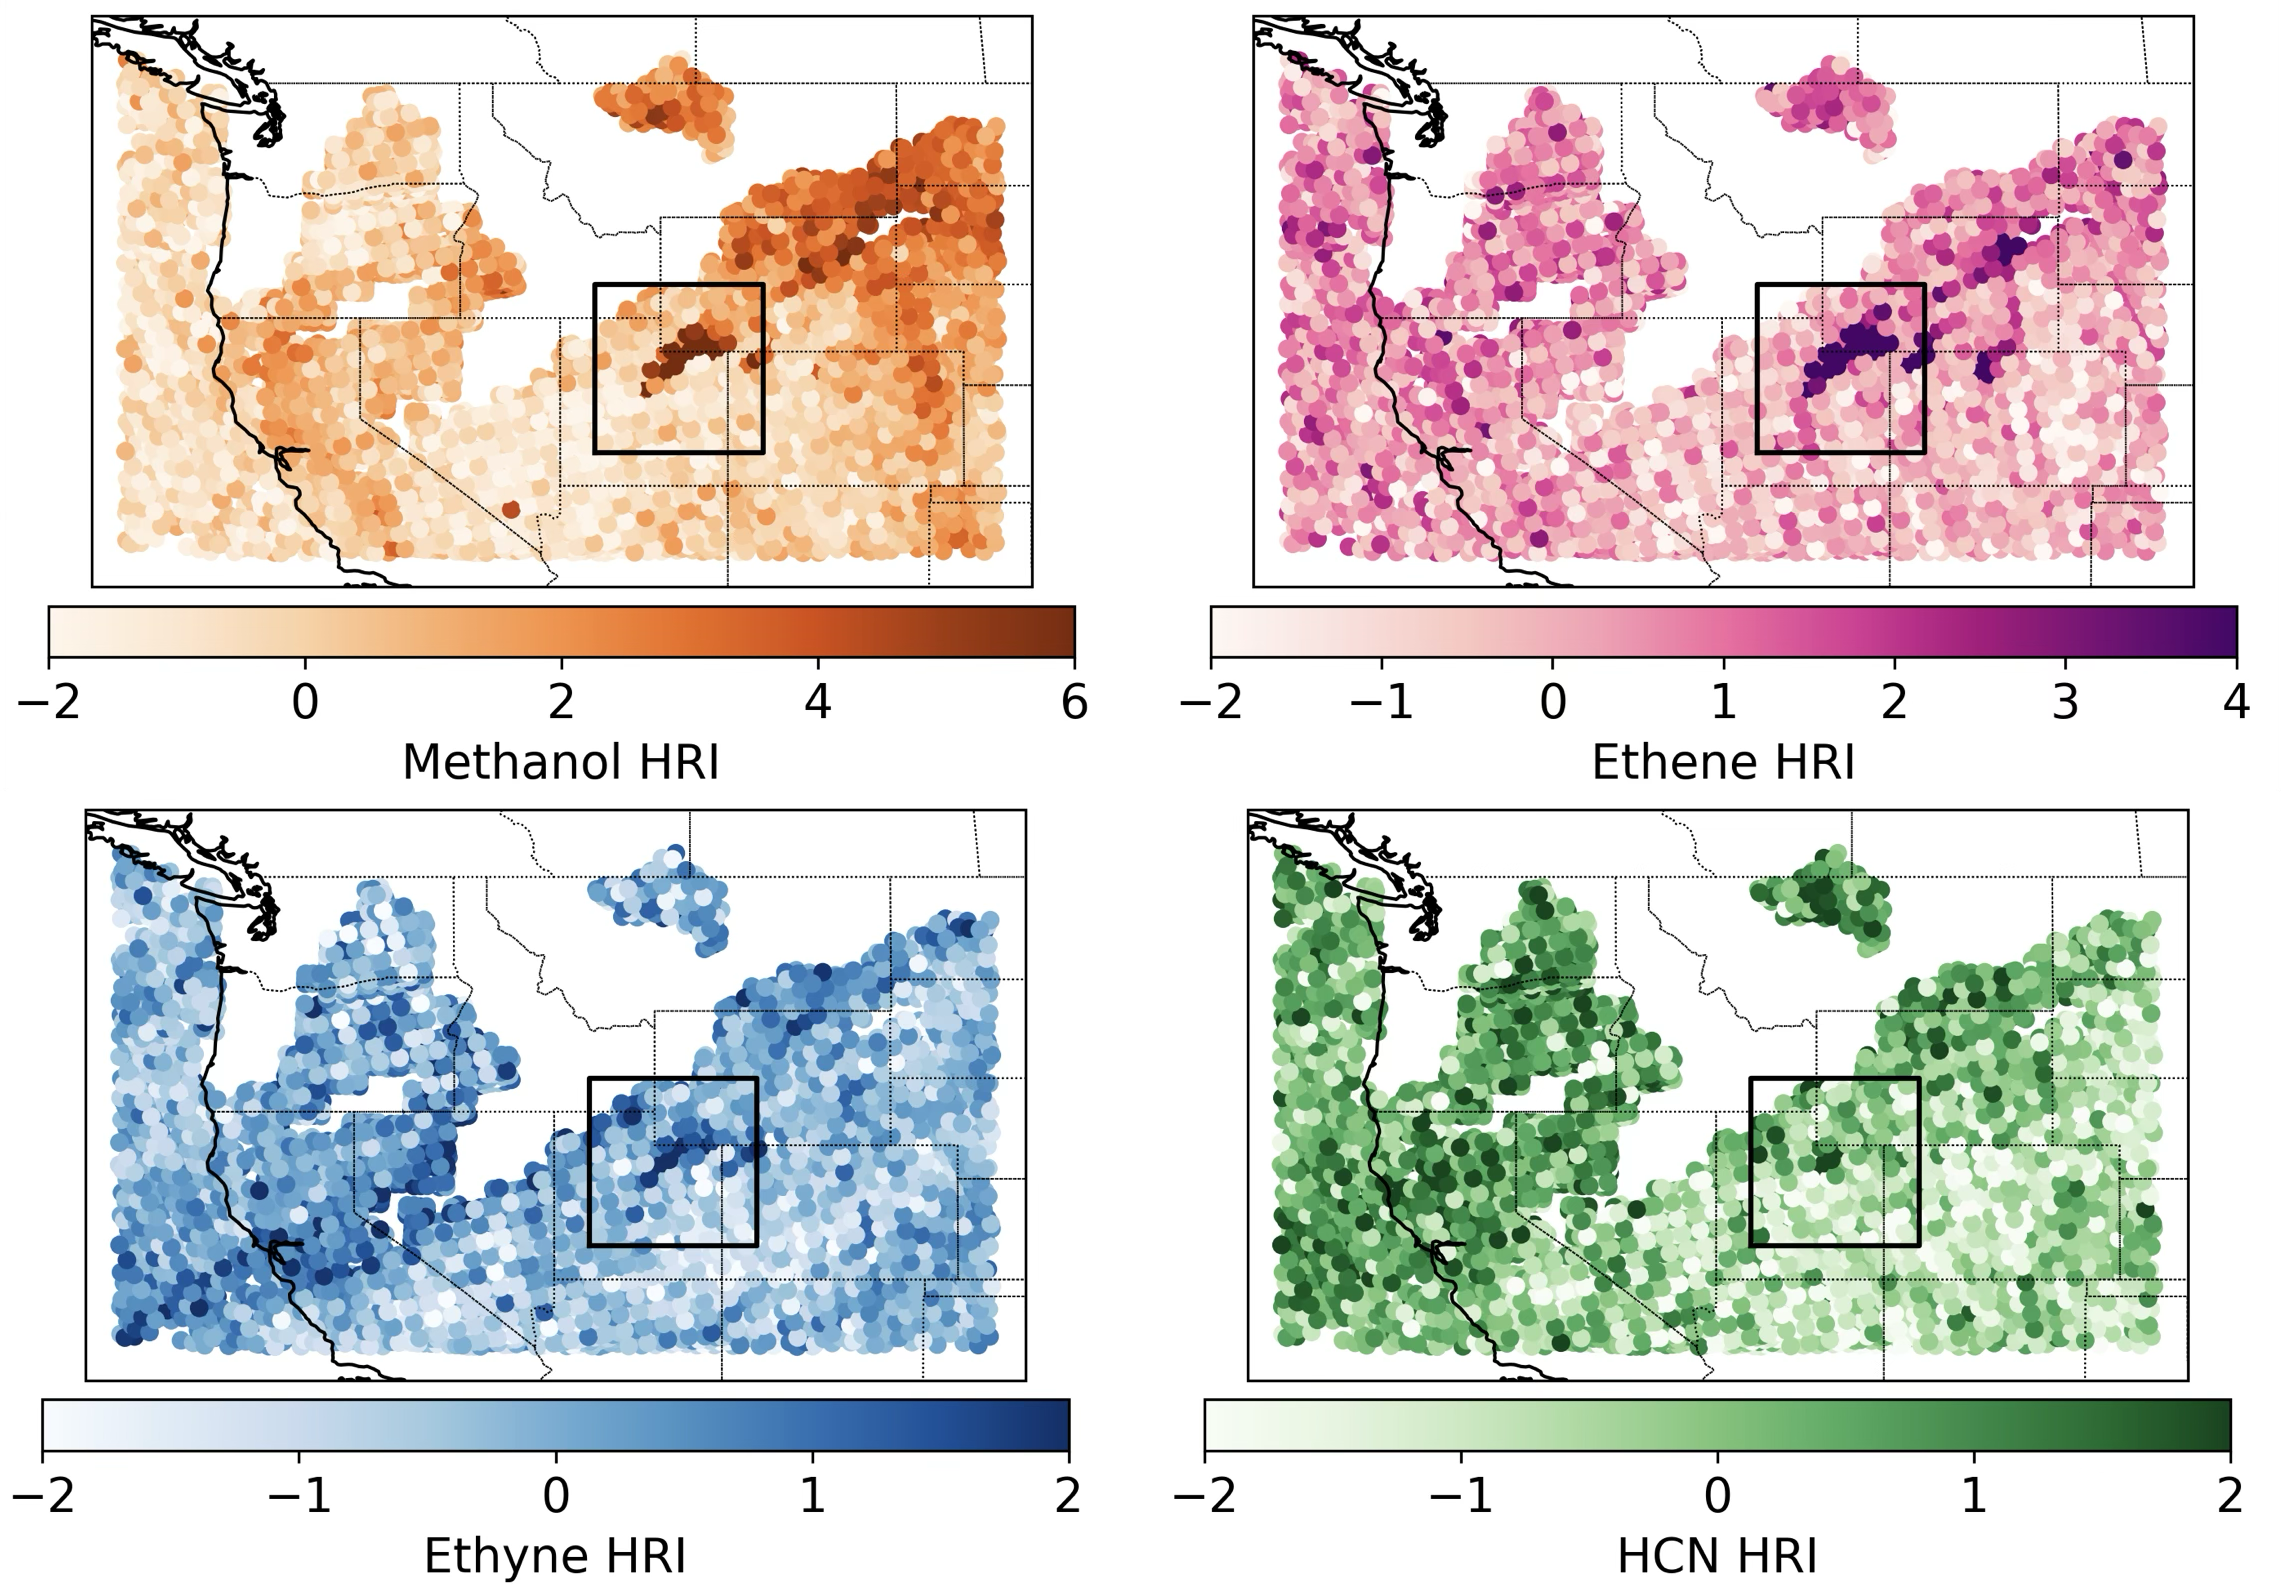 −2 0 2 4 6
Methanol HRI
−2 −1 0 1 2 3 4
Ethene HRI
−2 −1 0 1 2
Ethyne HRI
−2 −1 0 1 2
HCN HRI